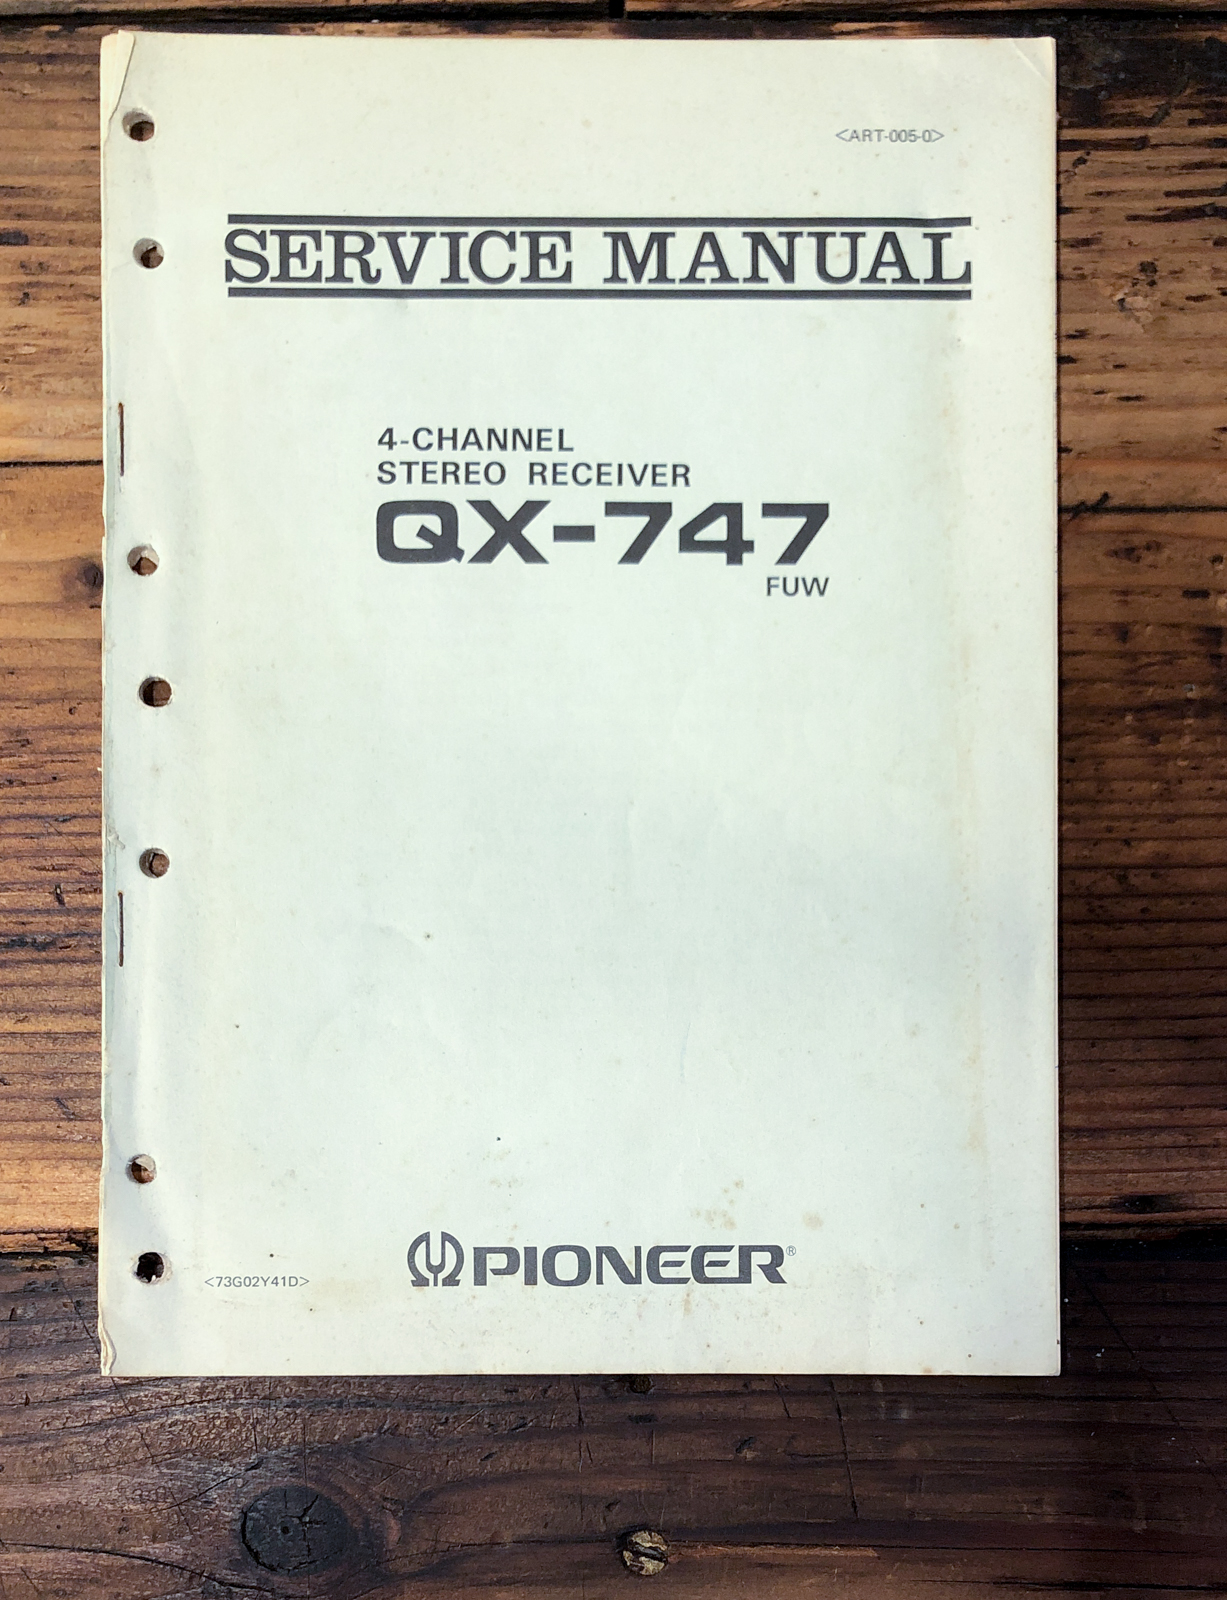 <ART-005-0>
SERVICE MANUAL
4-CHANNEL
STEREO RECEIVER
QX-747
FUW
<73G02Y41D>
PIONEER®